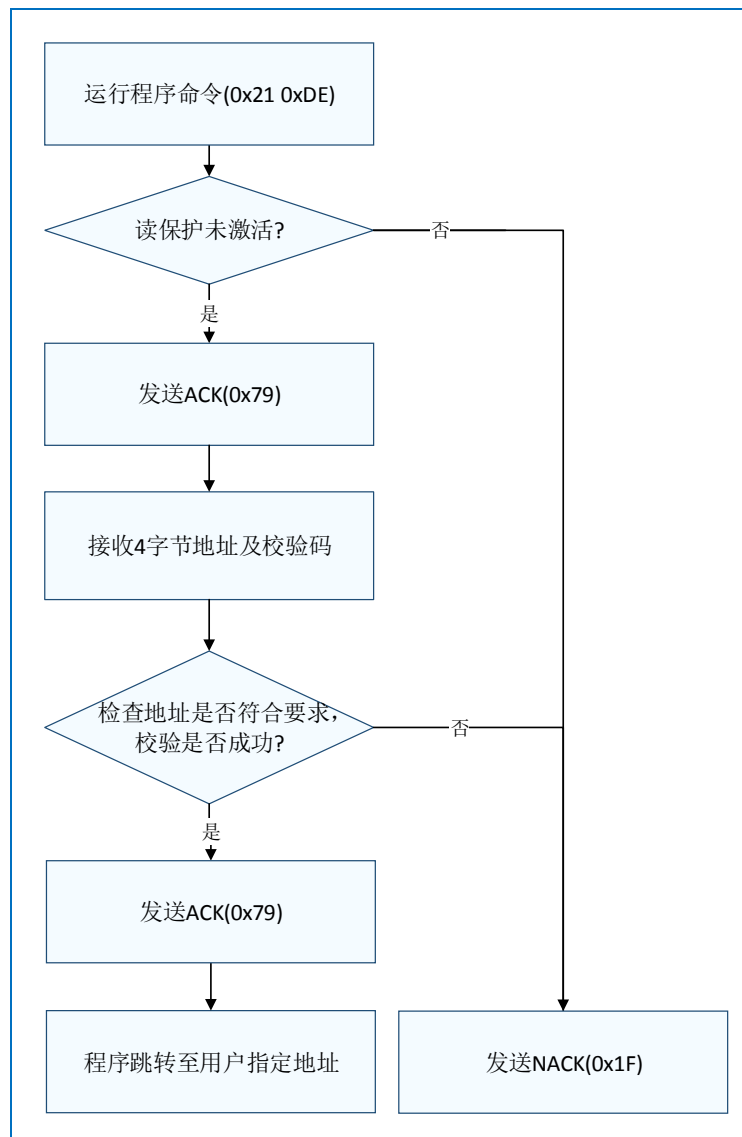 运行程序命令(0x21 0xDE)
读保护未激活?
否
是
发送ACK(0x79)
接收4字节地址及校验码
检查地址是否符合要求，
校验是否成功?
否
是
发送ACK(0x79)
程序跳转至用户指定地址
发送NACK(0x1F)